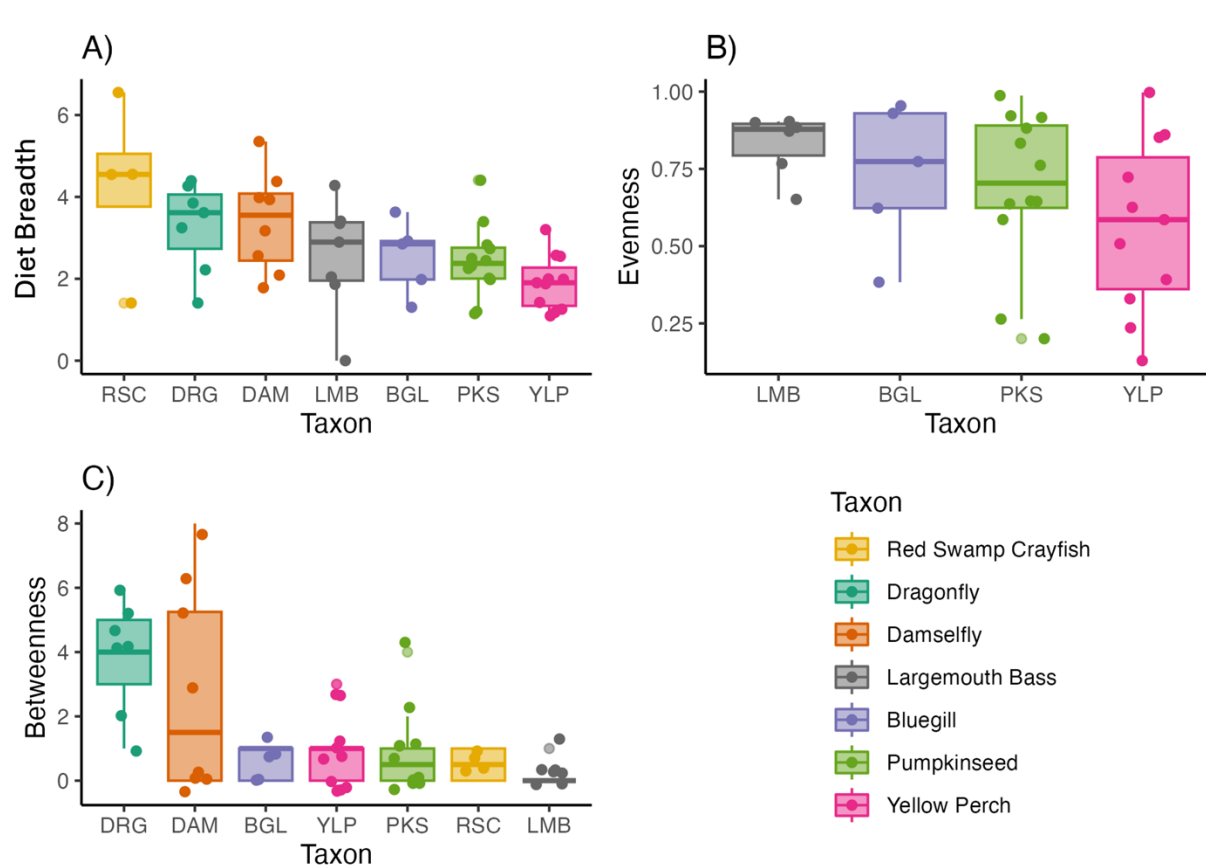 A)
Diet Breadth
6
4
2
0
RSC DRG DAM LMB BGL PKS YLP
Taxon
B)
Evenness
1.00
0.75
0.50
0.25
LMB BGL PKS YLP
Taxon
C)
Betweenness
8
6
4
2
0
DRG DAM BGL YLP PKS RSC LMB
Taxon
Taxon
Red Swamp Crayfish
Dragonfly
Damselfly
Largemouth Bass
Bluegill
Pumpkinseed
Yellow Perch